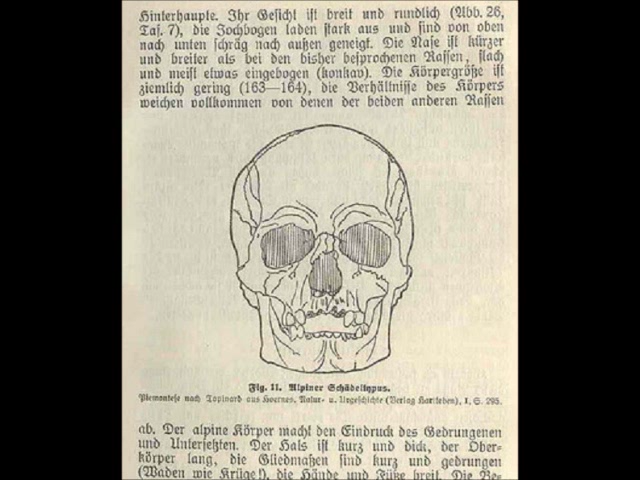 Hinterhaupte. Ihr Gesicht ist breit und rundlich (Abb. 26,
Taf. 7), die Jochbogen laden stark aus und sind von oben
nach unten schräg nach außen geneigt. Die Nase ist kürzer
und breiter als bei den bisher besprochenen Rassen, flach
und meist etwas eingebogen (konkav). Die Körpergröße ist
ziemlich gering (163—164), die Verhältnisse des Körpers
weichen vollkommen von denen der beiden anderen Rassen
Fig. 11. Alpiner Schädeltypus.
Piemontese nach Topinard aus Hoernes, Natur- u. Urgeschichte (Verlag Hartleben), I, S. 295.
ab. Der alpine Körper macht den Eindruck des Gedrungenen
und Untersetzten. Der Hals ist kurz und dick, der Ober-
körper lang, die Gliedmaßen sind kurz und gedrungen
(Waden wie Krüge!), die Hände und Füße breit. Die Be-